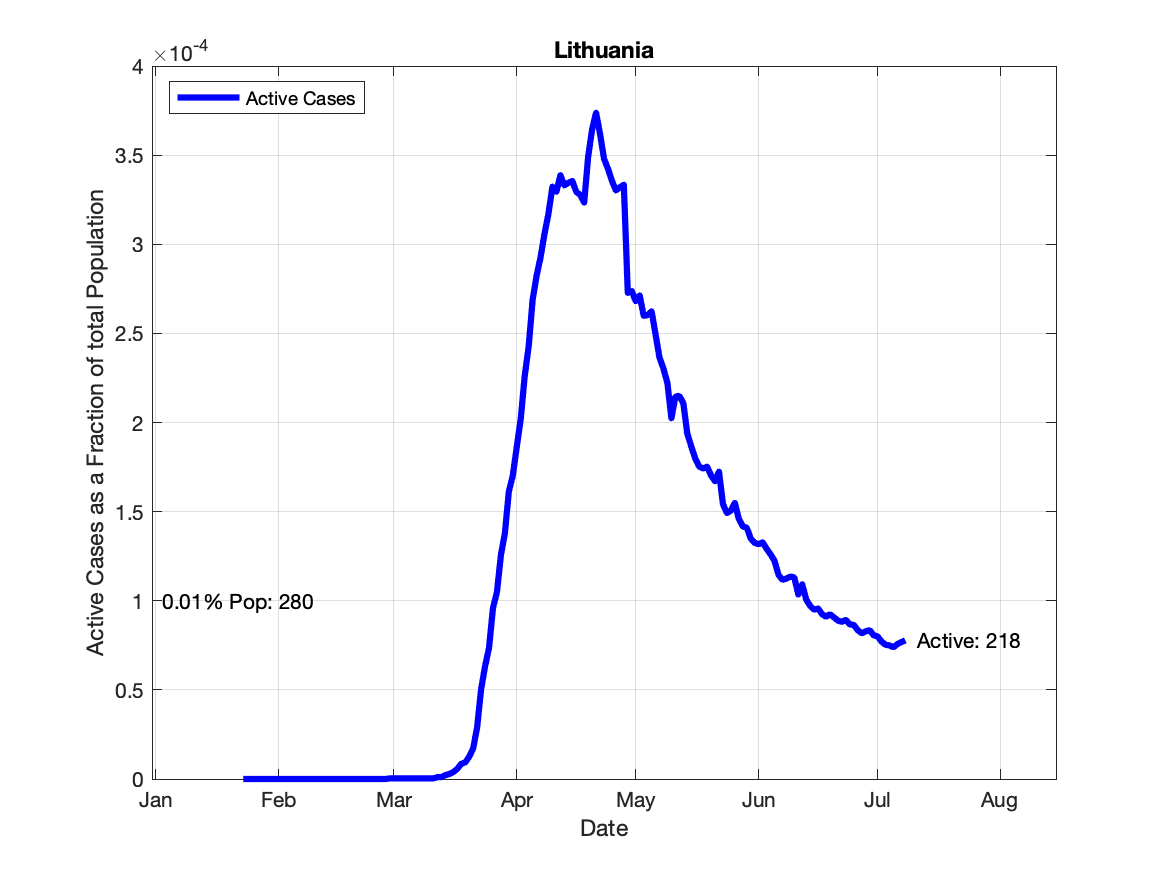 Lithuania
×10-4
Active Cases
4
3.5
3
2.5
2
1.5
1
0.5
0
Active Cases as a Fraction of total Population
0.01% Pop: 280
Active: 218
Jan Feb Mar Apr May Jun Jul Aug
Date